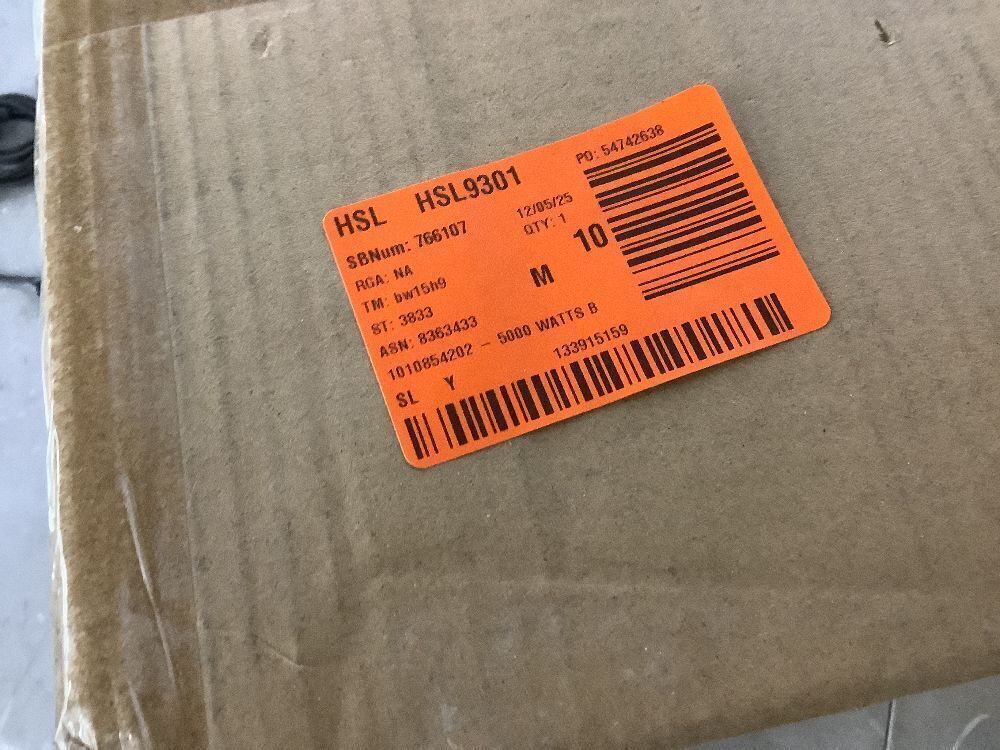 HSL HSL9301
PO: 54742638
SBNum: 766107
12/05/25
RGA: NA
QTY: 1
10
TM: bw15h9
M
ST: 3833
ASN: 8363433
1010854202 - 5000 WATTS B
SL Y
133915159